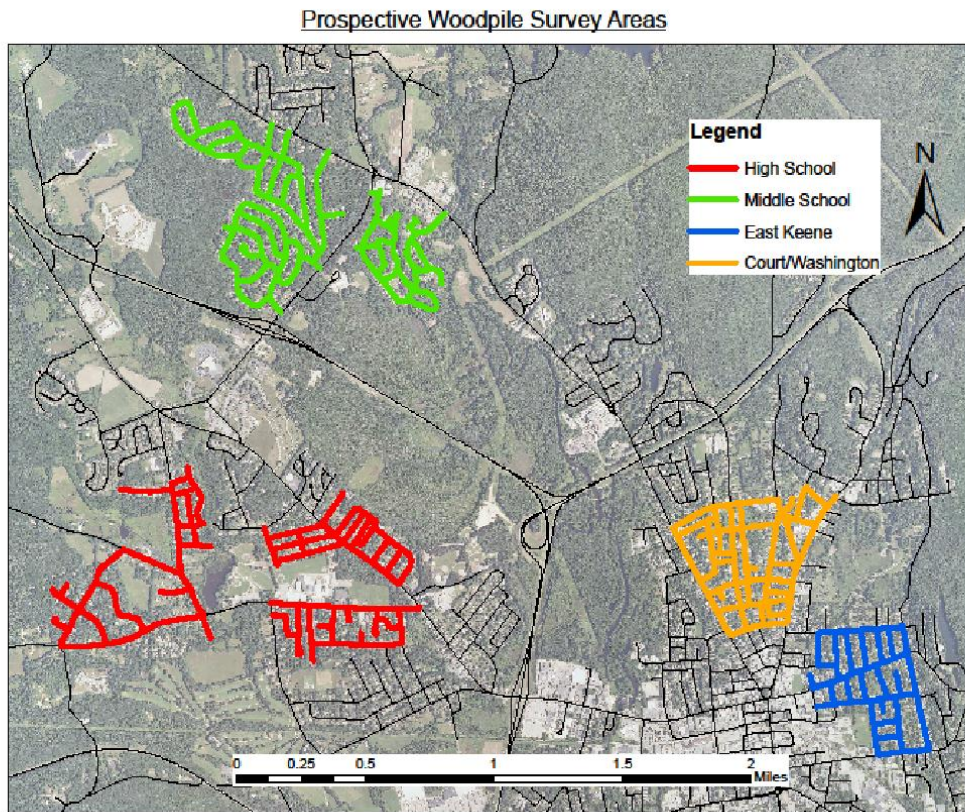 Prospective Woodpile Survey Areas
Legend
High School
Middle School
East Keene
Court/Washington
N
0 0.25 0.5 1 1.5 2
Miles